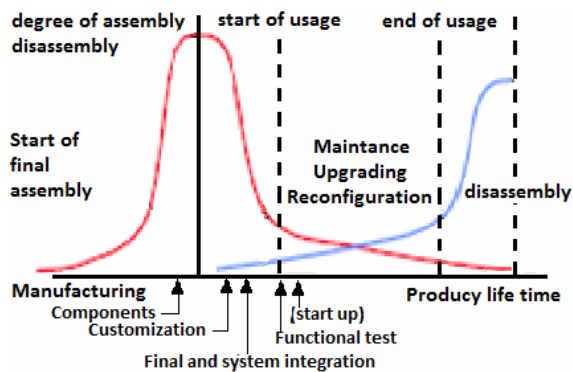 degree of assembly
disassembly
start of usage
end of usage
Start of
final
assembly
Maintance
Upgrading
Reconfiguration
disassembly
Manufacturing
Producy life time
Components
(start up)
Customization
Functional test
Final and system integration